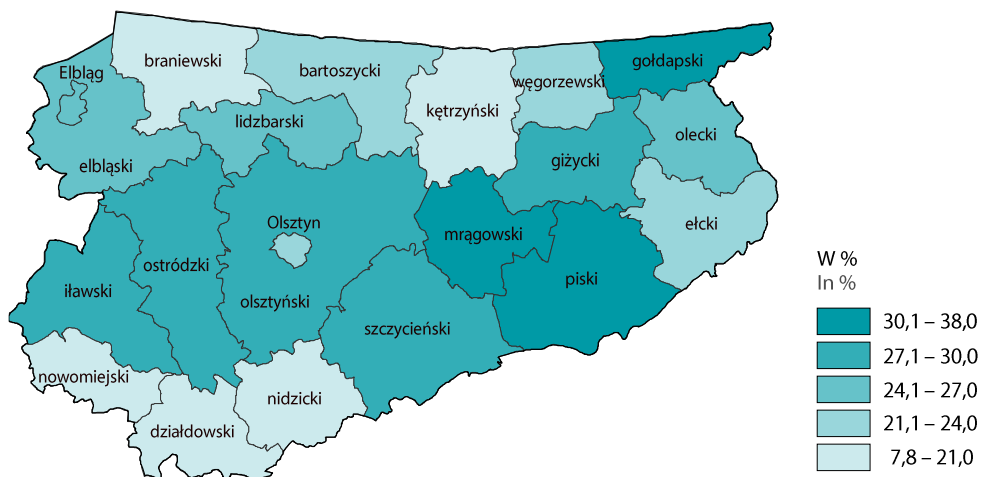 Elbląg
braniewski
bartoszycki
gołdapski
węgorzewski
kętrzyński
lidzbarski
olecki
elbląski
giżycki
Olsztyn
ełcki
mrągowski
ostródzki
iławski
olsztyński
piski
szczycieński
nowomiejski
nidzicki
działdowski
W %
In %
30,1 – 38,0
27,1 – 30,0
24,1 – 27,0
21,1 – 24,0
7,8 – 21,0